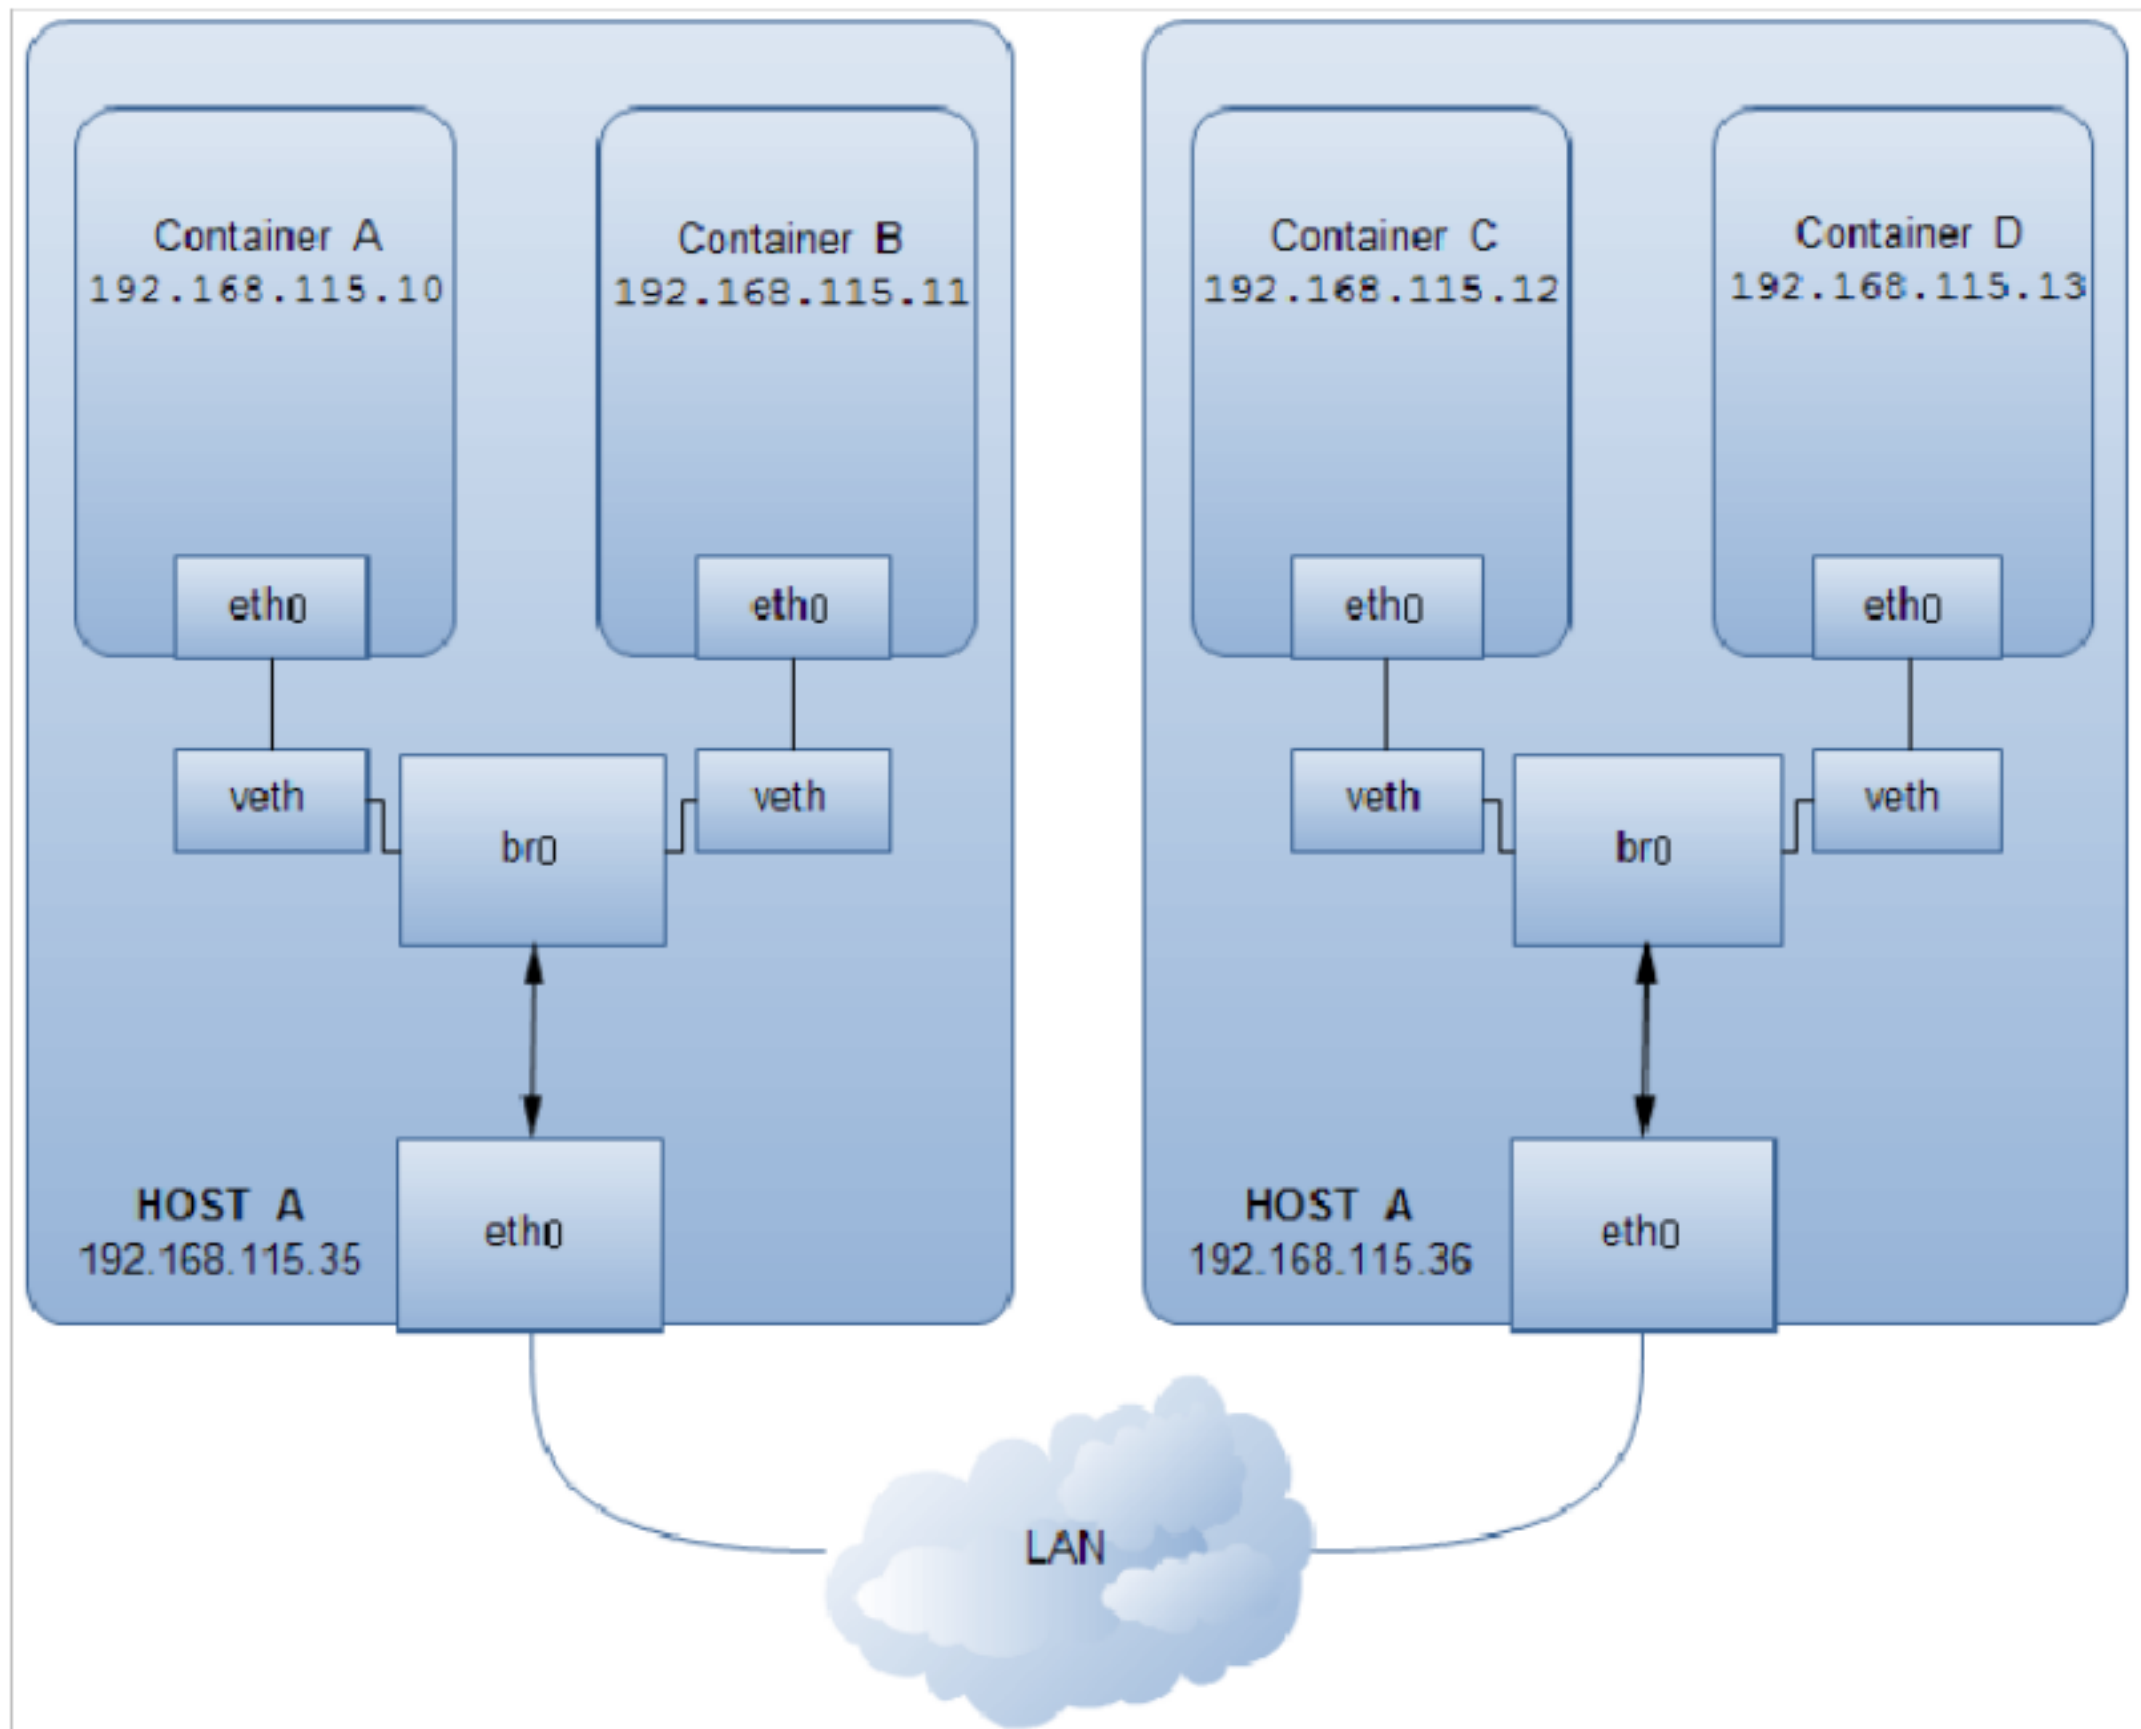 Container A
192.168.115.10
Container B
192.168.115.11
Container C
192.168.115.12
Container D
192.168.115.13
eth0
eth0
eth0
eth0
veth
br0
veth
veth
br0
veth
HOST A
192.168.115.35
eth0
HOST A
192.168.115.36
eth0
LAN